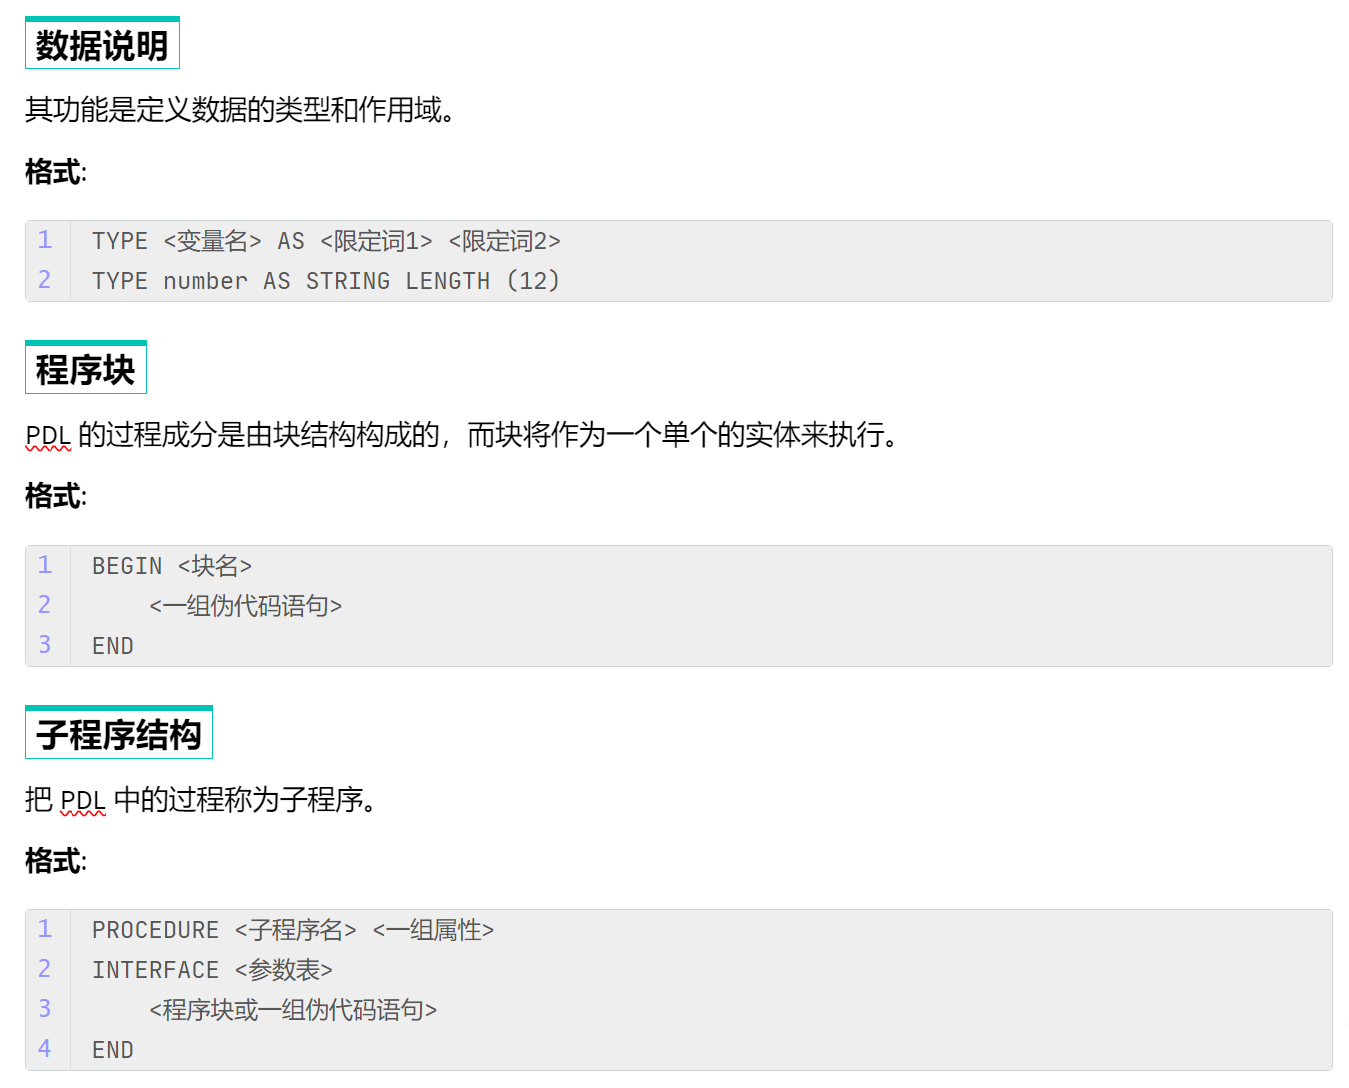 数据说明
其功能是定义数据的类型和作用域。
格式:
1 TYPE <变量名> AS <限定词1> <限定词2>
2 TYPE number AS STRING LENGTH (12)
程序块
PDL 的过程成分是由块结构构成的，而块将作为一个单个的实体来执行。
格式:
1 BEGIN <块名>
2     <一组伪代码语句>
3 END
子程序结构
把 PDL 中的过程称为子程序。
格式:
1 PROCEDURE <子程序名> <一组属性>
2 INTERFACE <参数表>
3     <程序块或一组伪代码语句>
4 END